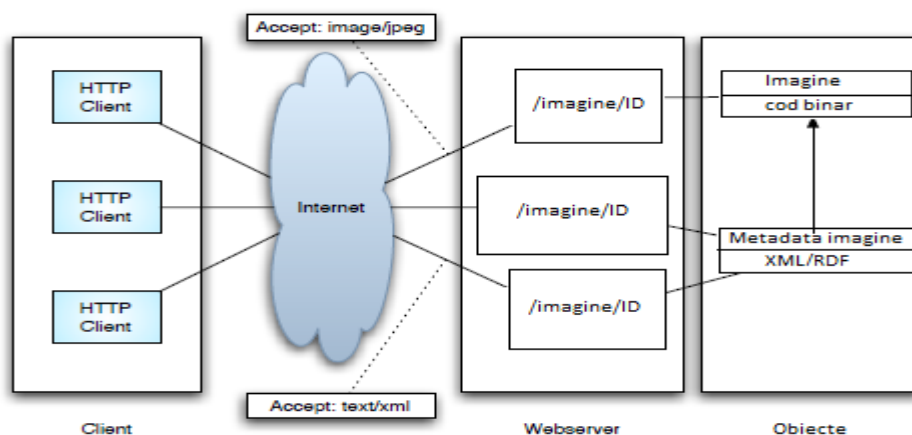 Accept: image/jpeg
HTTP
Client
HTTP
Client
HTTP
Client
Internet
/imagine/ID
/imagine/ID
/imagine/ID
Imagine
cod binar
Metadata imagine
XML/RDF
Accept: text/xml
Client
Webserver
Obiecte